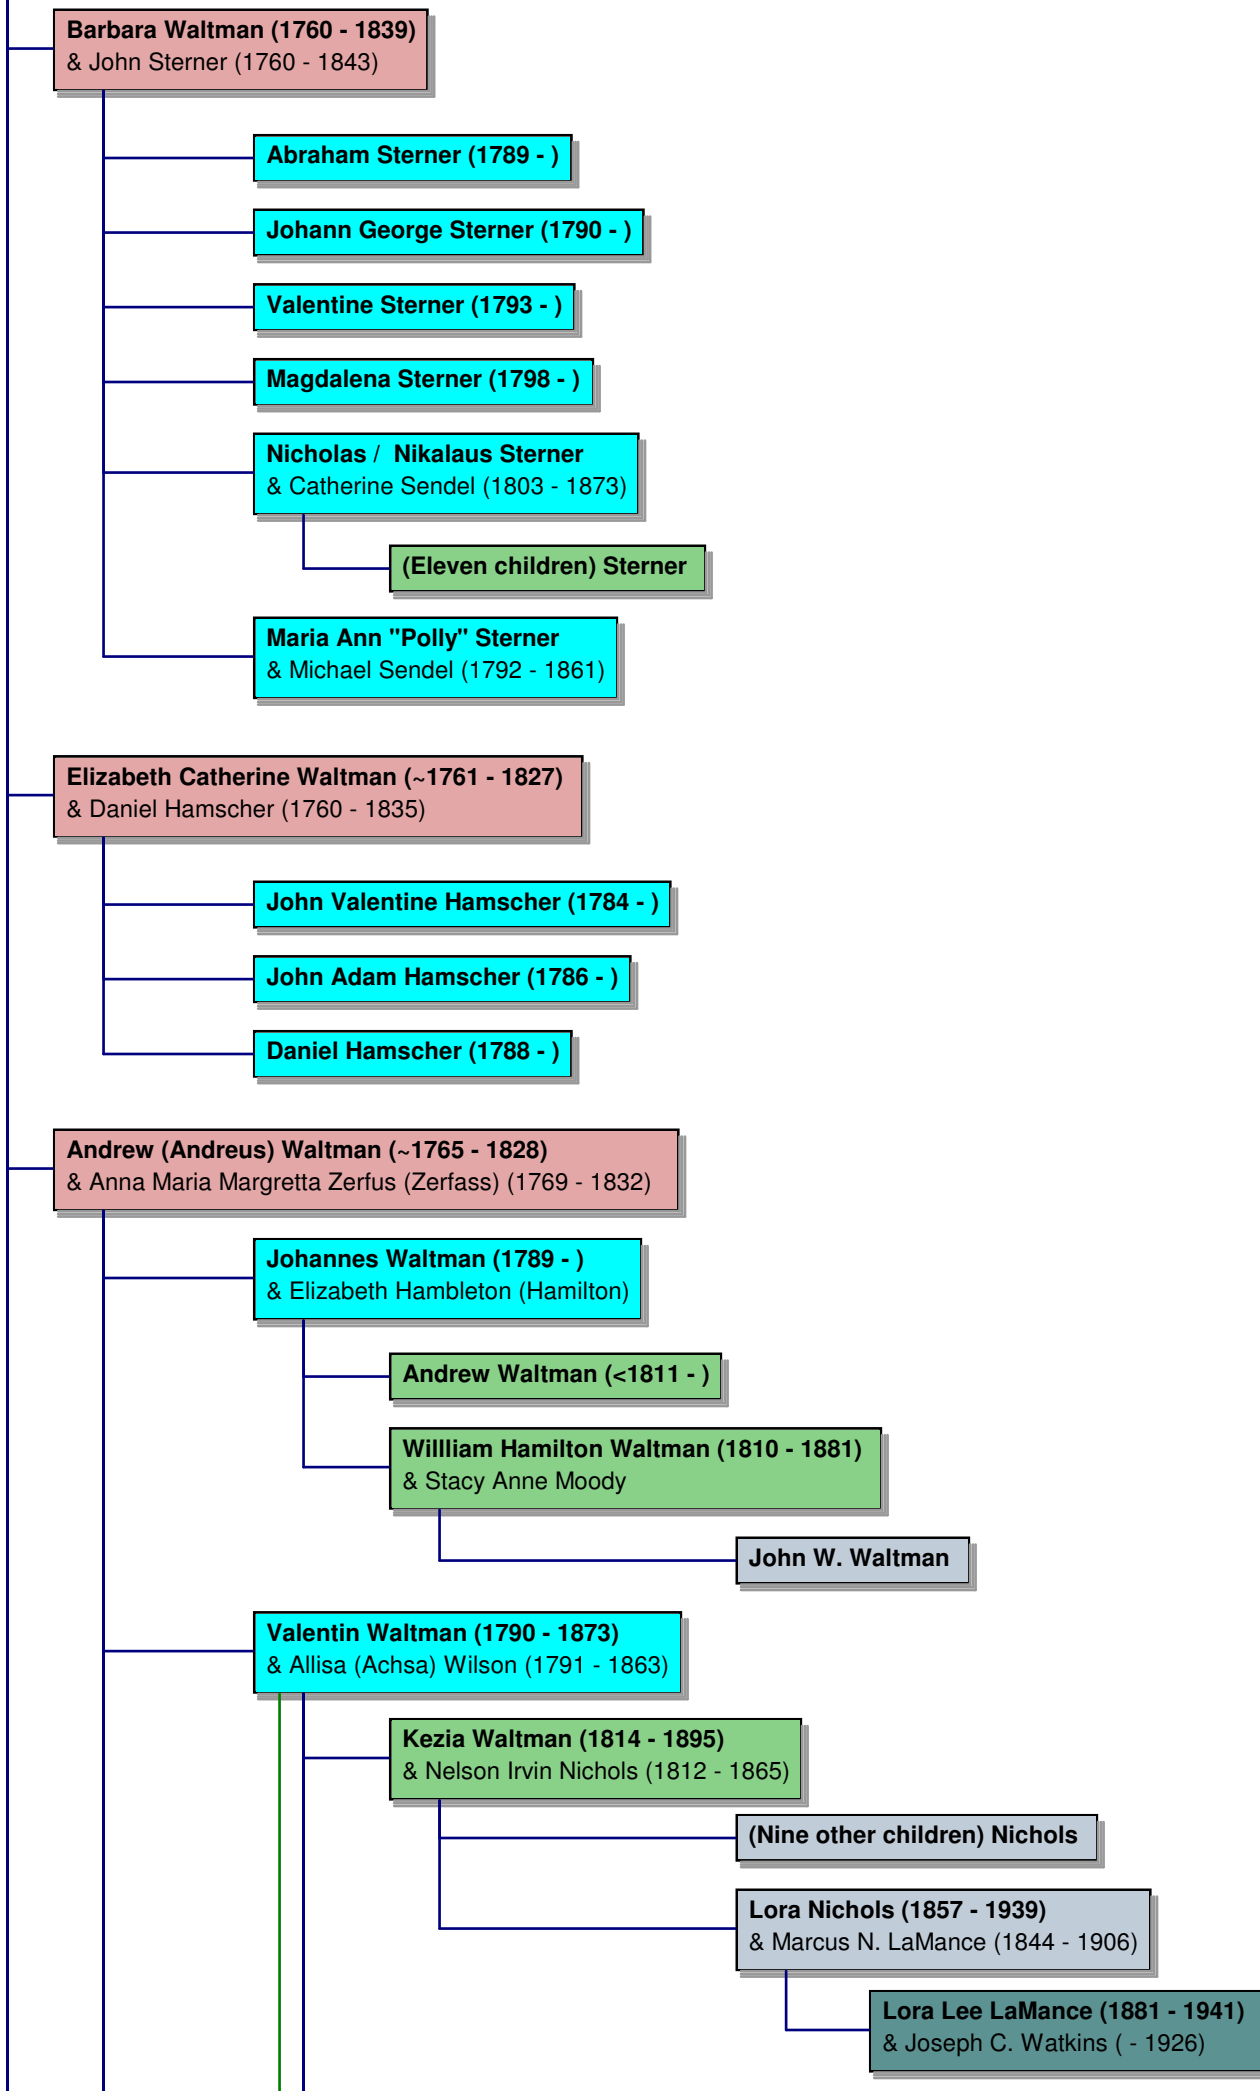 Barbara Waltman (1760 - 1839)
& John Sterner (1760 - 1843)
Abraham Sterner (1789 - )
Johann George Sterner (1790 - )
Valentine Sterner (1793 - )
Magdalena Sterner (1798 - )
Nicholas /  Nikalaus Sterner
& Catherine Sendel (1803 - 1873)
(Eleven children) Sterner
Maria Ann "Polly" Sterner
& Michael Sendel (1792 - 1861)
Elizabeth Catherine Waltman (~1761 - 1827)
& Daniel Hamscher (1760 - 1835)
John Valentine Hamscher (1784 - )
John Adam Hamscher (1786 - )
Daniel Hamscher (1788 - )
Andrew (Andreus) Waltman (~1765 - 1828)
& Anna Maria Margretta Zerfus (Zerfass) (1769 - 1832)
Johannes Waltman (1789 - )
& Elizabeth Hambleton (Hamilton)
Andrew Waltman (<1811 - )
Willliam Hamilton Waltman (1810 - 1881)
& Stacy Anne Moody
John W. Waltman
Valentin Waltman (1790 - 1873)
& Allisa (Achsa) Wilson (1791 - 1863)
Kezia Waltman (1814 - 1895)
& Nelson Irvin Nichols (1812 - 1865)
(Nine other children) Nichols
Lora Nichols (1857 - 1939)
& Marcus N. LaMance (1844 - 1906)
Lora Lee LaMance (1881 - 1941)
& Joseph C. Watkins ( - 1926)